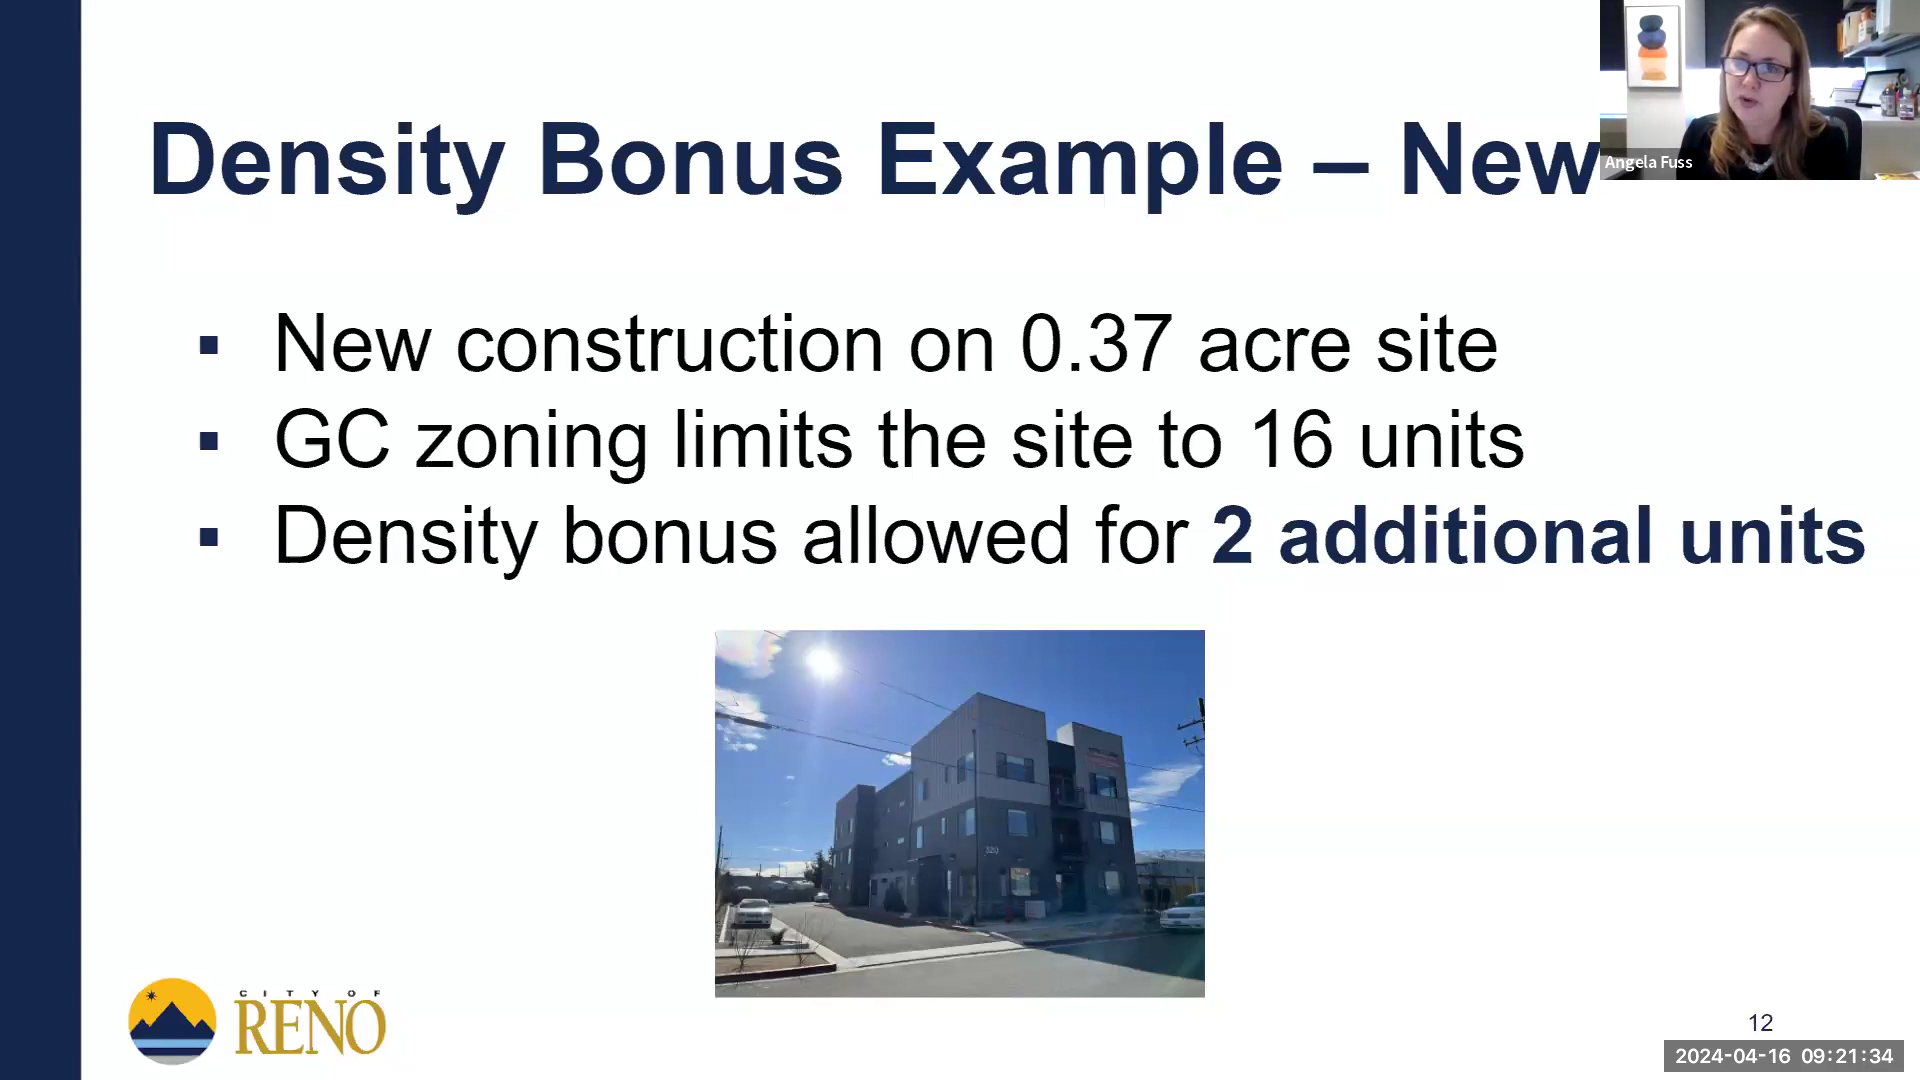 Density Bonus Example – New
Angela Fuss
▪ New construction on 0.37 acre site
▪ GC zoning limits the site to 16 units
▪ Density bonus allowed for 2 additional units
320
CITY OF
RENO
12
2024-04-16 09:21:34